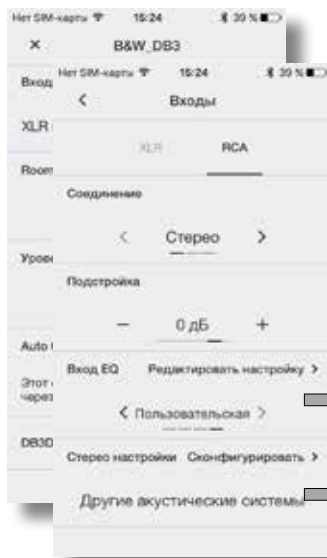 Нет SIM-карты 15:24 39 %
× B&W_DB3
Вход
XLR
Room
Урове
Auto
Этот
через
DB3D
Нет SIM-карты 15:24 39 %
< Входы
XLR RCA
Соединение
< Стерео >
Подстройка
− 0 дБ +
Вход EQ Редактировать настройку >
< Пользовательская >
Стерео настройки Сконфигурировать >
Другие акустические системы